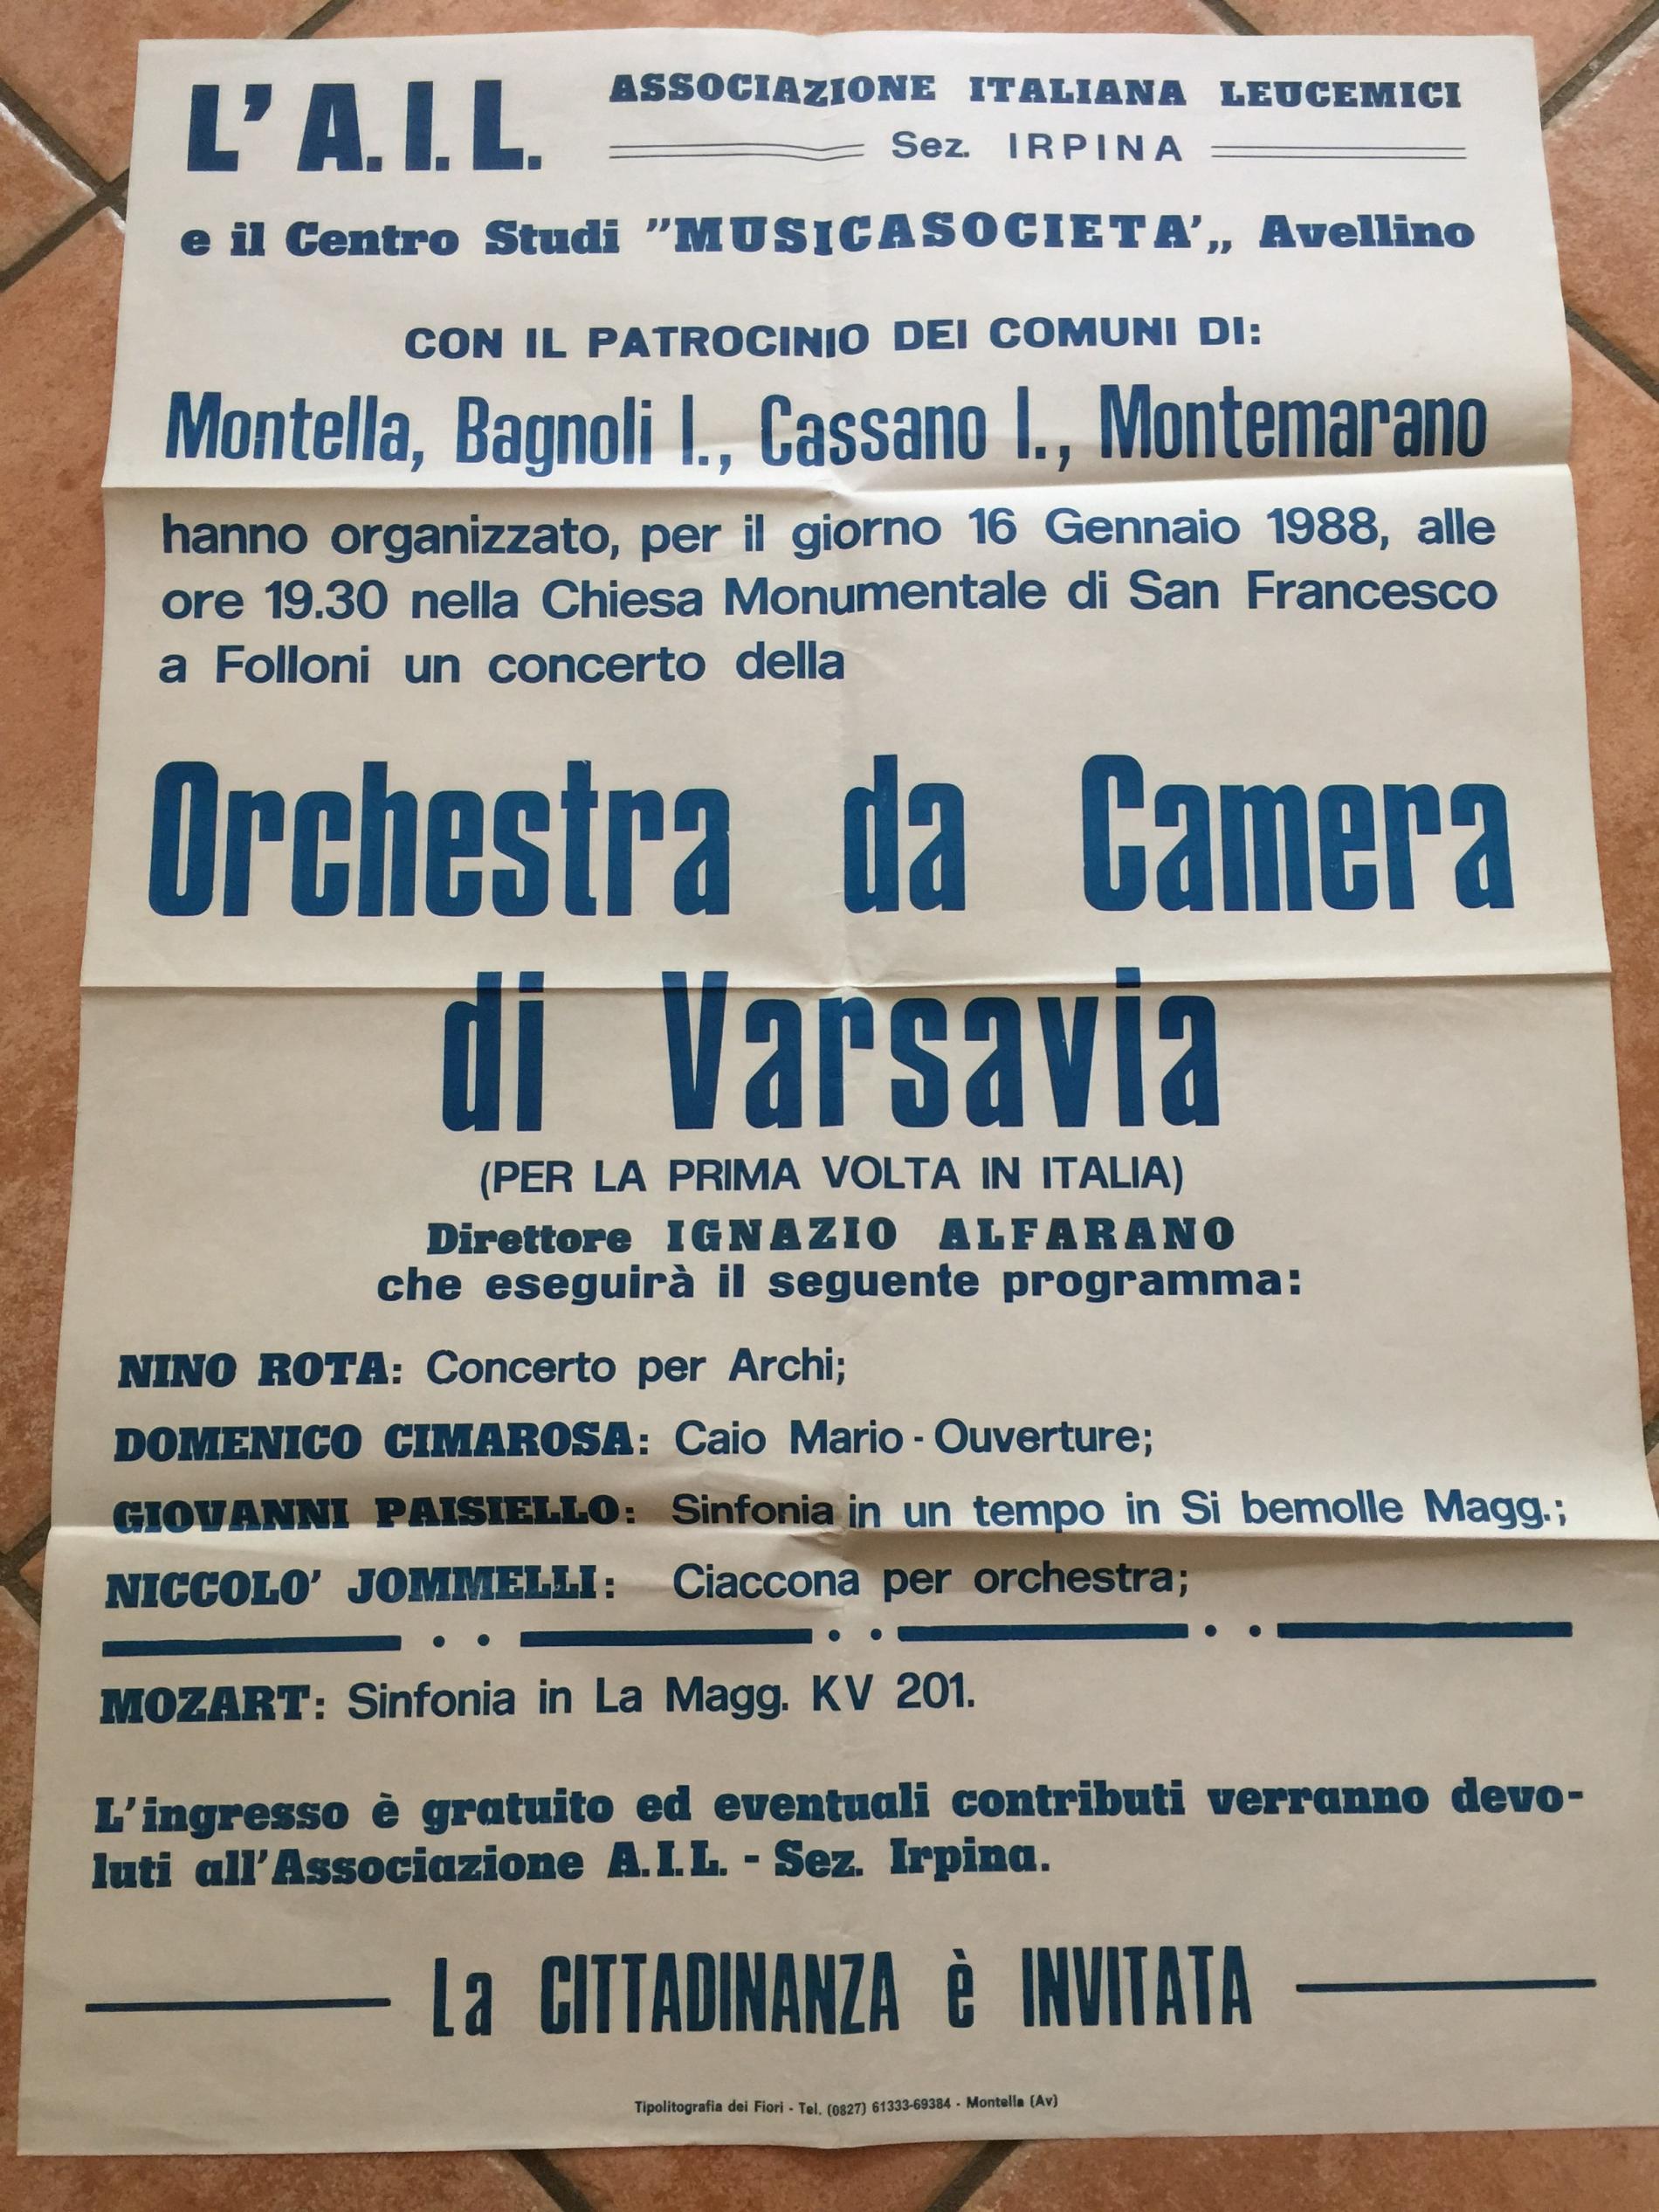 L' A.I.L. ASSOCIAZIONE ITALIANA LEUCEMICI
Sez. IRPINA
e il Centro Studi "MUSICASOCIETA'„ Avellino
CON IL PATROCINIO DEI COMUNI DI:
Montella, Bagnoli I., Cassano I., Montemarano
hanno organizzato, per il giorno 16 Gennaio 1988, alle
ore 19.30 nella Chiesa Monumentale di San Francesco
a Folloni un concerto della
Orchestra da Camera
di Varsavia
(PER LA PRIMA VOLTA IN ITALIA)
Direttore IGNAZIO ALFARANO
che eseguirà il seguente programma:
NINO ROTA: Concerto per Archi;
DOMENICO CIMAROSA: Caio Mario - Ouverture;
GIOVANNI PAISIELLO: Sinfonia in un tempo in Si bemolle Magg.;
NICCOLO' JOMMELLI: Ciaccona per orchestra;
MOZART: Sinfonia in La Magg. KV 201.
L'ingresso è gratuito ed eventuali contributi verranno devo-
luti all'Associazione A.I.L. - Sez. Irpina.
La CITTADINANZA è INVITATA
Tipolitografia dei Fiori - Tel. (0827) 61333-69384 - Montella (Av)